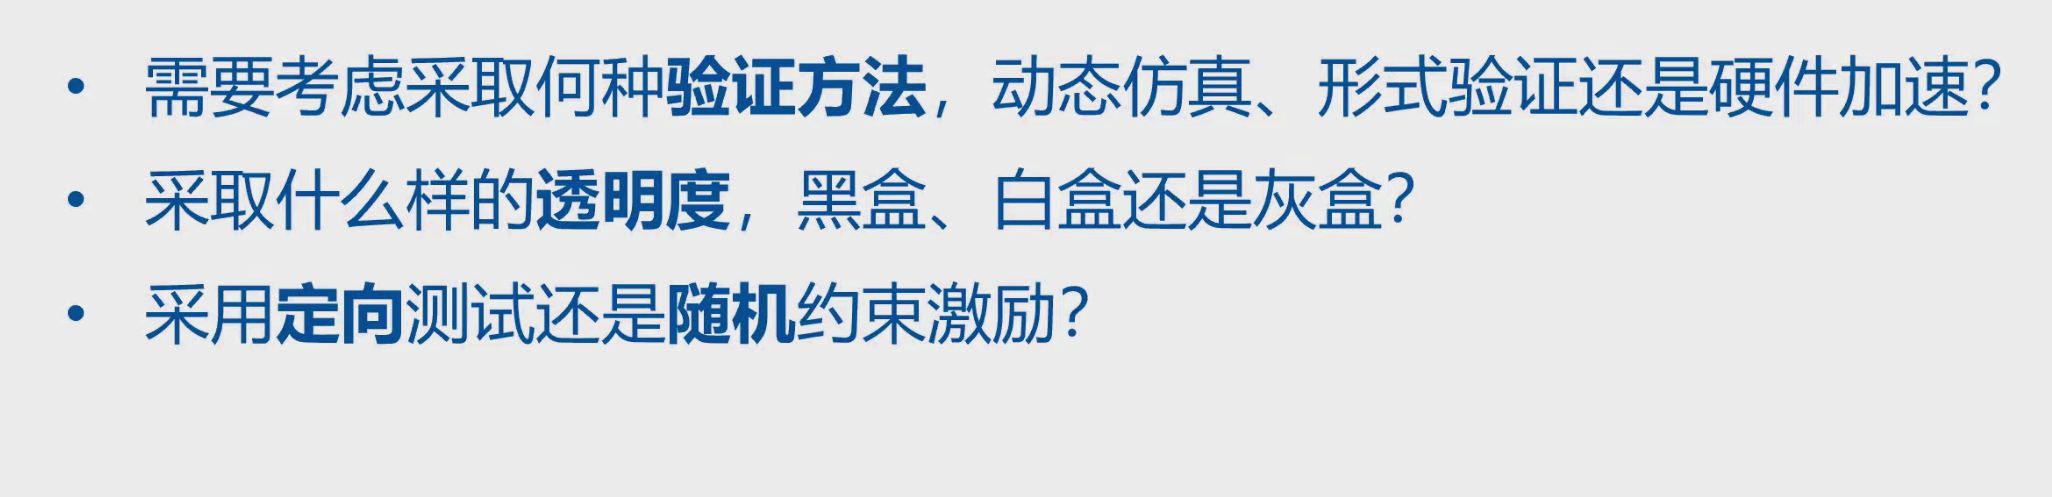 • 需要考虑采取何种验证方法，动态仿真、形式验证还是硬件加速？
• 采取什么样的透明度，黑盒、白盒还是灰盒？
• 采用定向测试还是随机约束激励？